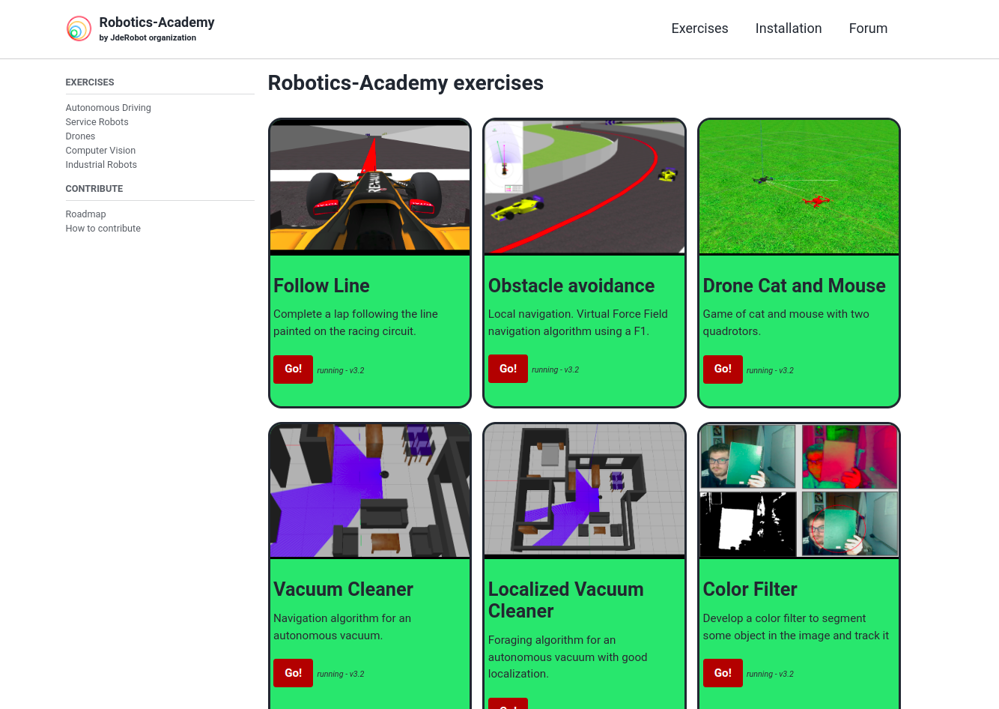 Robotics-Academy
by JdeRobot organization
Exercises
Installation
Forum
EXERCISES
Autonomous Driving
Service Robots
Drones
Computer Vision
Industrial Robots
CONTRIBUTE
Roadmap
How to contribute
Robotics-Academy exercises
Follow Line
Complete a lap following the line
painted on the racing circuit.
Go!
running - v3.2
Obstacle avoidance
Local navigation. Virtual Force Field
navigation algorithm using a F1.
Go!
running - v3.2
Drone Cat and Mouse
Game of cat and mouse with two
quadrotors.
Go!
running - v3.2
Vacuum Cleaner
Navigation algorithm for an
autonomous vacuum.
Go!
running - v3.2
Localized Vacuum
Cleaner
Foraging algorithm for an
autonomous vacuum with good
localization.
Color Filter
Develop a color filter to segment
some object in the image and track it
Go!
running - v3.2